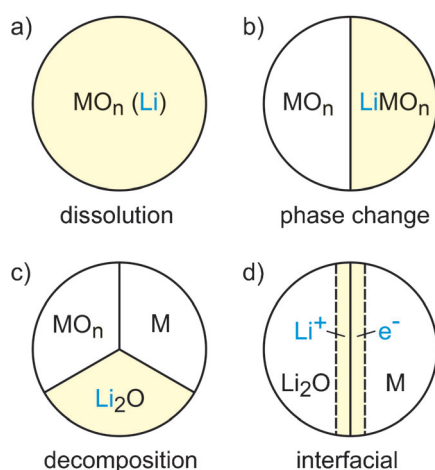 a)
MOn (Li)
dissolution
b)
MOn
LiMOn
phase change
c)
MOn
M
Li2O
decomposition
d)
Li+
e-
Li2O
M
interfacial